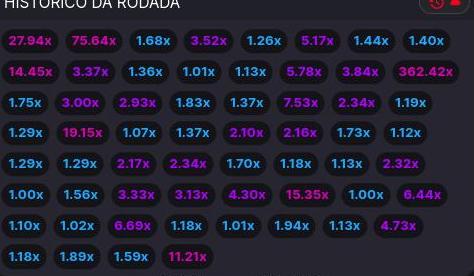 HISTÓRICO DA RODADA
27.94x 75.64x 1.68x 3.52x 1.26x 5.17x 1.44x 1.40x
14.45x 3.37x 1.36x 1.01x 1.13x 5.78x 3.84x 362.42x
1.75x 3.00x 2.93x 1.83x 1.37x 7.53x 2.34x 1.19x
1.29x 19.15x 1.07x 1.37x 2.10x 2.16x 1.73x 1.12x
1.29x 1.29x 2.17x 2.34x 1.70x 1.18x 1.13x 2.32x
1.00x 1.56x 3.33x 3.13x 4.30x 15.35x 1.00x 6.44x
1.10x 1.02x 6.69x 1.18x 1.01x 1.94x 1.13x 4.73x
1.18x 1.89x 1.59x 11.21x